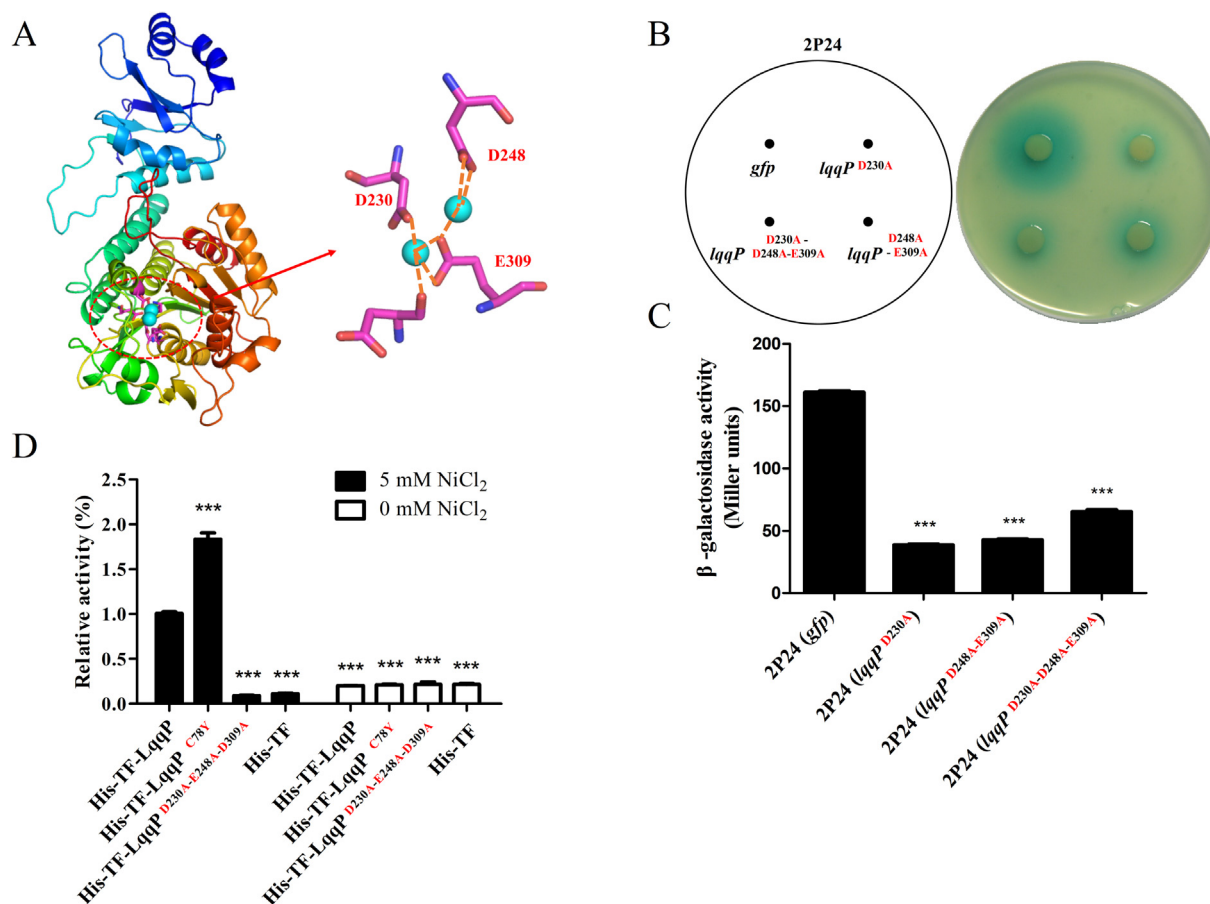 A
D248
D230
E309
B
2P24
gfp
lqqP D230A
lqqP D230A - D248A-E309A
lqqP D248A - E309A
C
β -galactosidase activity
(Miller units)
200
150
100
50
0
***
***
***
2P24 (gfp)
2P24 (lqqP D230A)
2P24 (lqqP D248A-E309A)
2P24 (lqqP D230A-D248A-E309A)
D
Relative activity (%)
2.5
2.0
1.5
1.0
0.5
0.0
5 mM NiCl2
0 mM NiCl2
***
***
***
***
***
***
***
His-TF-LqqP
His-TF-LqqP C78Y
His-TF-LqqP D230A-E248A-D309A
His-TF
His-TF-LqqP
His-TF-LqqP C78Y
His-TF-LqqP D230A-E248A-D309A
His-TF